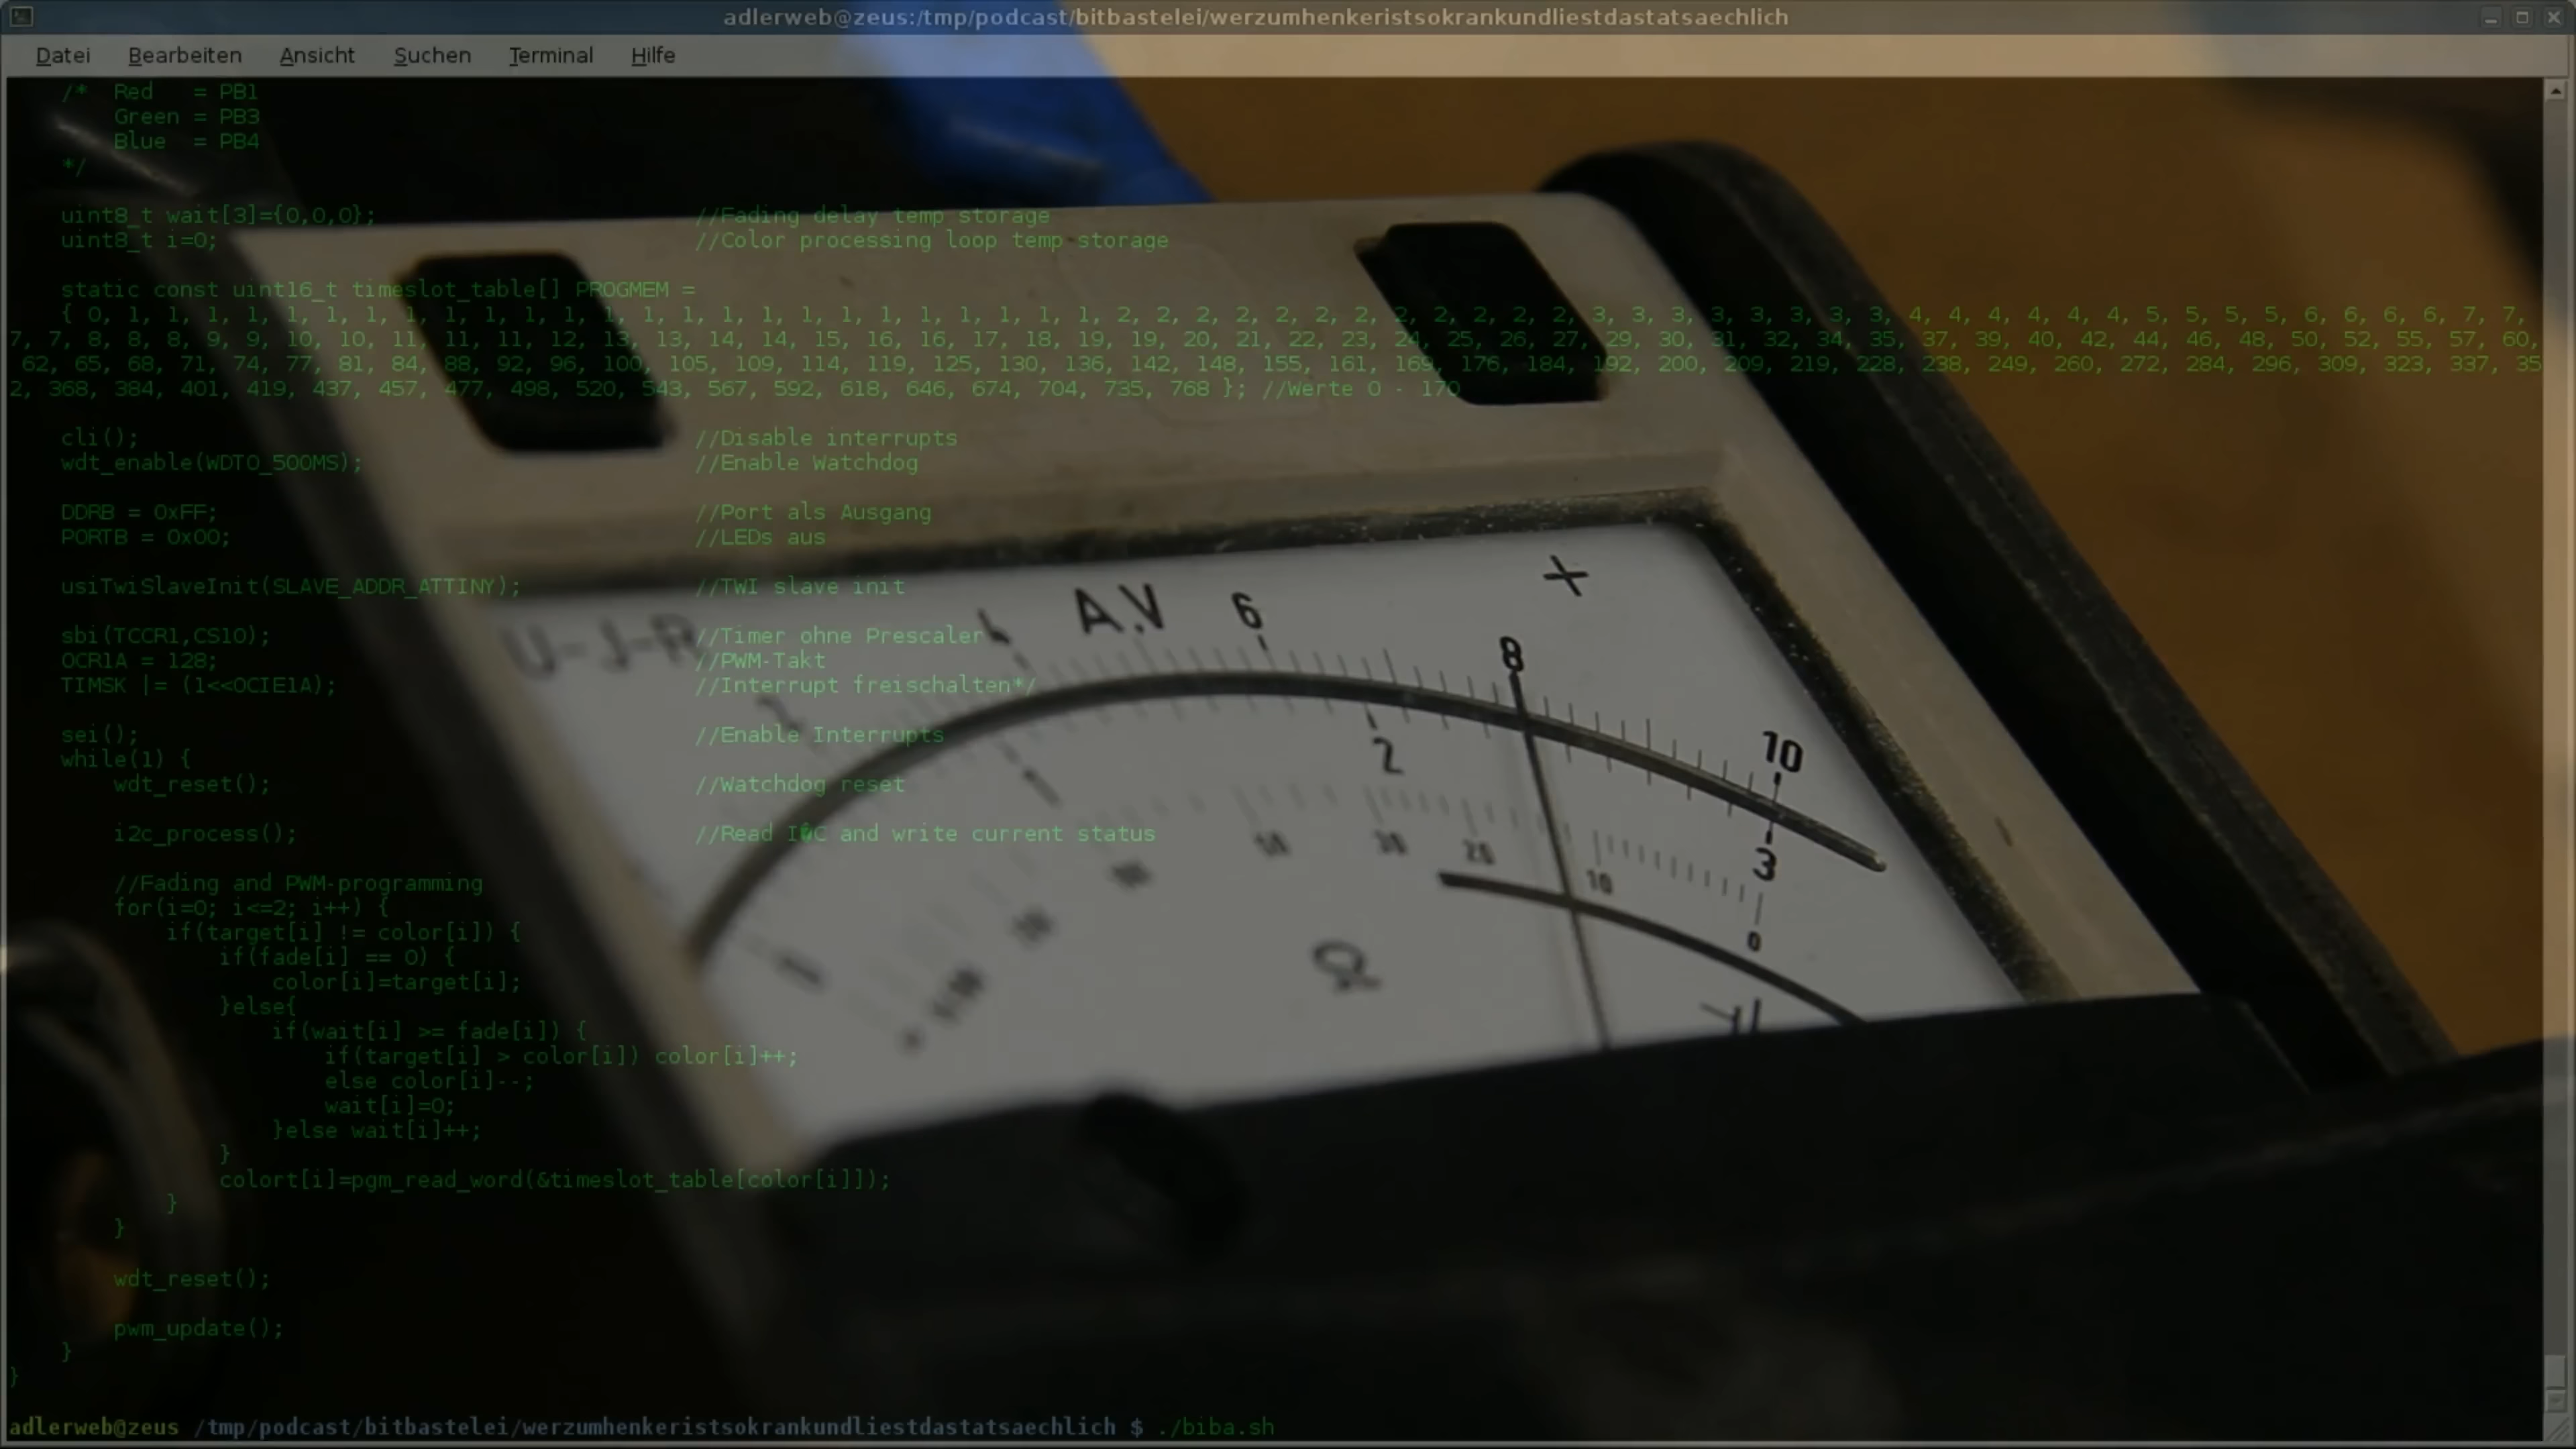 adlerweb@zeus:/tmp/podcast/bitbastelei/werzumhenkeristsokrankundliestdastatsaechlich
Datei Bearbeiten Ansicht Suchen Terminal Hilfe
/* Red = PB1
Green = PB3
Blue = PB4
*/
uint8_t wait[3]={0,0,0}; //Fading delay temp storage
uint8_t i=0; //Color processing loop temp storage
static const uint16_t timeslot_table[] PROGMEM =
{ 0, 1, 1, 1, 1, 1, 1, 1, 1, 1, 1, 1, 1, 1, 1, 1, 1, 1, 1, 1, 1, 1, 1, 1, 1, 1, 2, 2, 2, 2, 2, 2, 2, 2, 2, 2, 2, 2, 3, 3, 3, 3, 3, 3, 3, 3, 4, 4, 4, 4, 4, 4, 5, 5, 5, 5, 6, 6, 6, 6, 7, 7,
7, 7, 8, 8, 8, 9, 9, 10, 10, 11, 11, 11, 12, 13, 13, 14, 14, 15, 16, 16, 17, 18, 19, 19, 20, 21, 22, 23, 24, 25, 26, 27, 29, 30, 31, 32, 34, 35, 37, 39, 40, 42, 44, 46, 48, 50, 52, 55, 57, 60,
62, 65, 68, 71, 74, 77, 81, 84, 88, 92, 96, 100, 105, 109, 114, 119, 125, 130, 136, 142, 148, 155, 161, 169, 176, 184, 192, 200, 209, 219, 228, 238, 249, 260, 272, 284, 296, 309, 323, 337, 35
2, 368, 384, 401, 419, 437, 457, 477, 498, 520, 543, 567, 592, 618, 646, 674, 704, 735, 768 }; //Werte 0 - 170
cli(); //Disable interrupts
wdt_enable(WDTO_500MS); //Enable Watchdog
DDRB = 0xFF; //Port als Ausgang
PORTB = 0x00; //LEDs aus
usiTwiSlaveInit(SLAVE_ADDR_ATTINY); //TWI slave init
sbi(TCCR1,CS10); //Timer ohne Prescaler
OCR1A = 128; //PWM-Takt
TIMSK |= (1<<OCIE1A); //Interrupt freischalten*/
sei(); //Enable Interrupts
while(1) {
wdt_reset(); //Watchdog reset
i2c_process(); //Read I�C and write current status
//Fading and PWM-programming
for(i=0; i<=2; i++) {
if(target[i] != color[i]) {
if(fade[i] == 0) {
color[i]=target[i];
}else{
if(wait[i] >= fade[i]) {
if(target[i] > color[i]) color[i]++;
else color[i]--;
wait[i]=0;
}else wait[i]++;
}
colort[i]=pgm_read_word(&timeslot_table[color[i]]);
}
}
wdt_reset();
pwm_update();
}
}
adlerweb@zeus /tmp/podcast/bitbastelei/werzumhenkeristsokrankundliestdastatsaechlich $ ./biba.sh
U-J-R
A.V
4 6 8 10
+
1 2 3
50 30 20 10 0
Ω